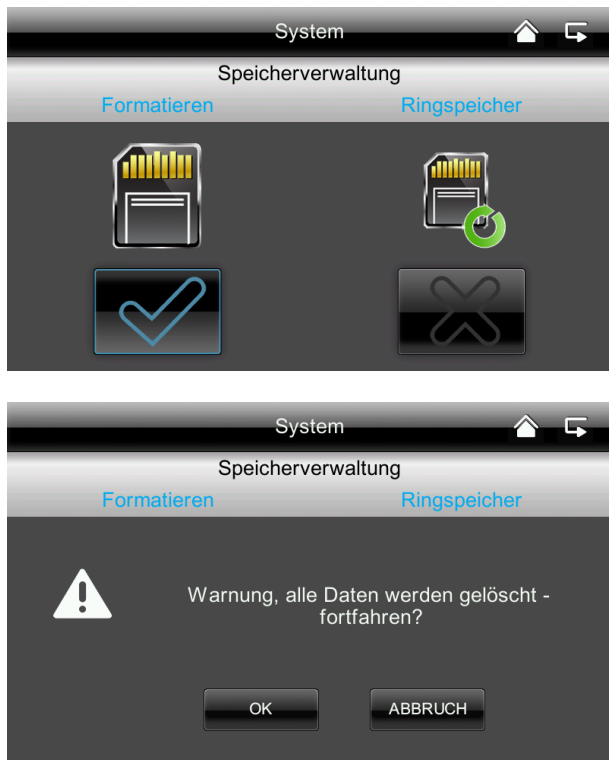 System
Speicherverwaltung
Formatieren Ringspeicher
System
Speicherverwaltung
Formatieren Ringspeicher
Warnung, alle Daten werden gelöscht -
fortfahren?
OK ABBRUCH